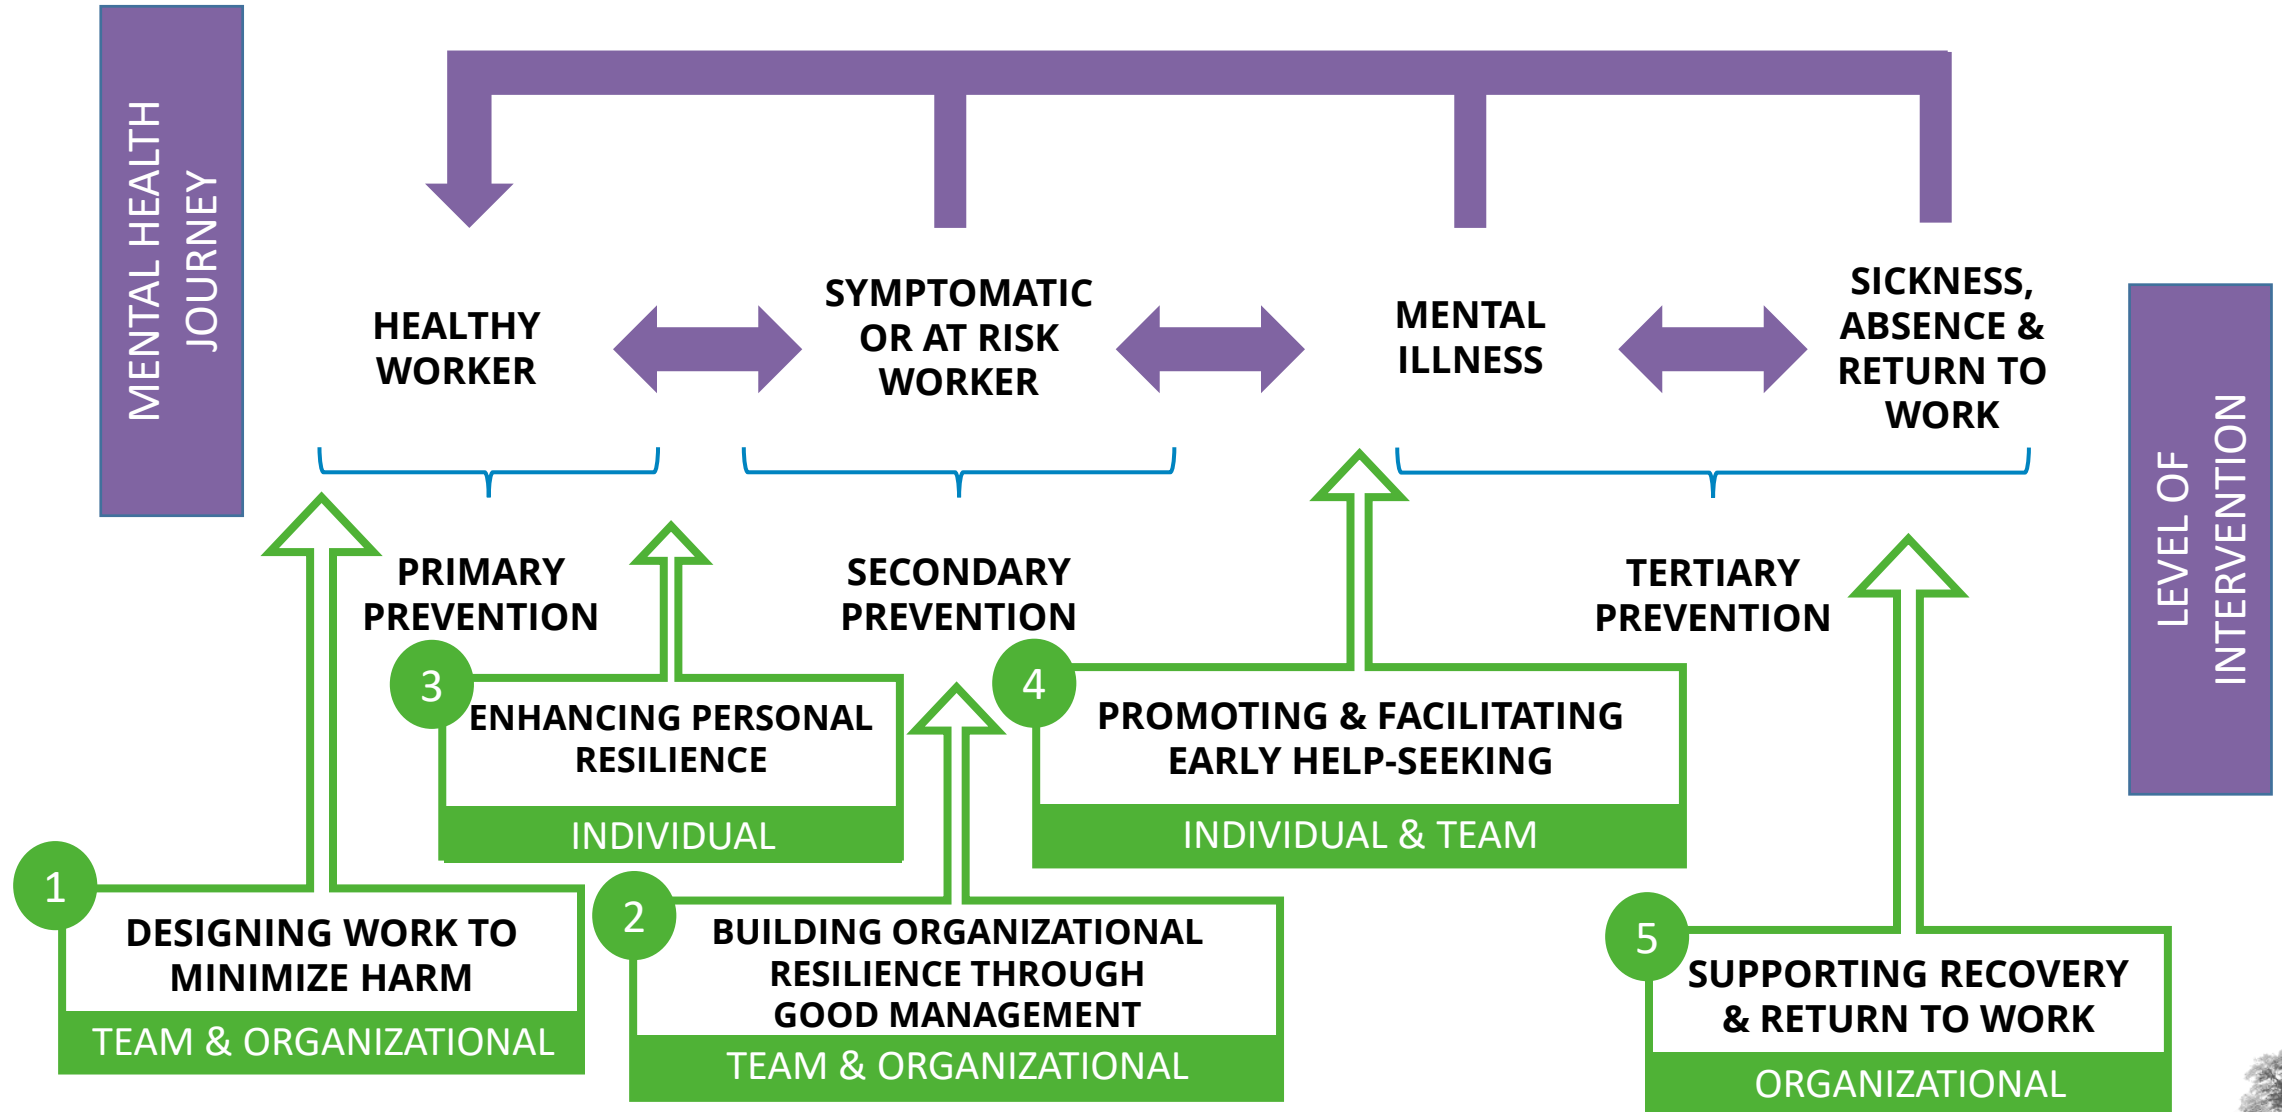 MENTAL HEALTH
JOURNEY
HEALTHY
WORKER
SYMPTOMATIC
OR AT RISK
WORKER
MENTAL
ILLNESS
SICKNESS,
ABSENCE &
RETURN TO
WORK
LEVEL OF
INTERVENTION
PRIMARY
PREVENTION
SECONDARY
PREVENTION
TERTIARY
PREVENTION
3
ENHANCING PERSONAL
RESILIENCE
INDIVIDUAL
4
PROMOTING & FACILITATING
EARLY HELP-SEEKING
INDIVIDUAL & TEAM
1
DESIGNING WORK TO
MINIMIZE HARM
TEAM & ORGANIZATIONAL
2
BUILDING ORGANIZATIONAL
RESILIENCE THROUGH
GOOD MANAGEMENT
TEAM & ORGANIZATIONAL
5
SUPPORTING RECOVERY
& RETURN TO WORK
ORGANIZATIONAL